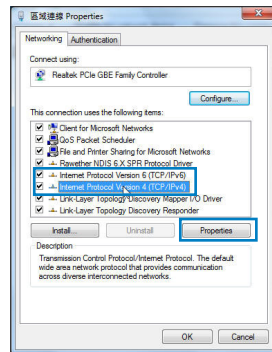 區域連線 Properties
Networking Authentication
Connect using:
Realtek PCIe GBE Family Controller
Configure...
This connection uses the following items:
Client for Microsoft Networks
QoS Packet Scheduler
File and Printer Sharing for Microsoft Networks
Rawether NDIS 6.X SPR Protocol Driver
Internet Protocol Version 6 (TCP/IPv6)
Internet Protocol Version 4 (TCP/IPv4)
Link-Layer Topology Discovery Mapper I/O Driver
Link-Layer Topology Discovery Responder
Install... Uninstall Properties
Description
Transmission Control Protocol/Internet Protocol. The default
wide area network protocol that provides communication
across diverse interconnected networks.
OK Cancel